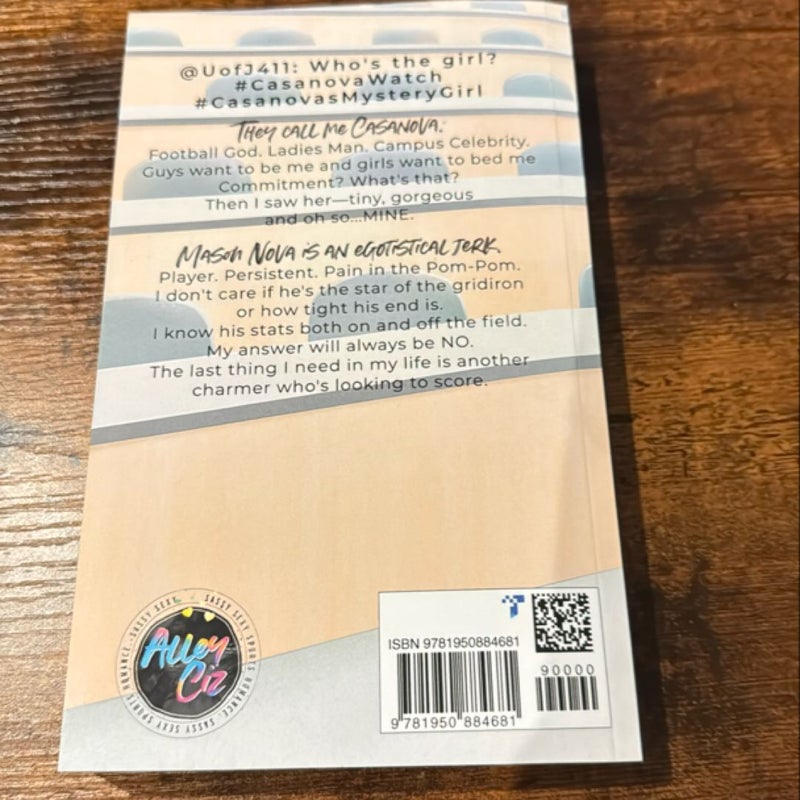 @UofJ411: Who's the girl?
#CasanovaWatch
#CasanovasMysteryGirl
THEY CALL ME CASANOVA:
Football God. Ladies Man. Campus Celebrity.
Guys want to be me and girls want to bed me
Commitment? What's that?
Then I saw her—tiny, gorgeous
and oh so...MINE.
MASON NOVA IS AN EGOTISTICAL JERK.
Player. Persistent. Pain in the Pom-Pom.
I don't care if he's the star of the gridiron
or how tight his end is.
I know his stats both on and off the field.
My answer will always be NO.
The last thing I need in my life is another
charmer who's looking to score.
SASSY SEXY SPORTS ROMANCE · SASSY SEXY SPORTS ROMANCE ·
Alley
Ciz
ISBN 9781950884681
90000
9 781950 884681